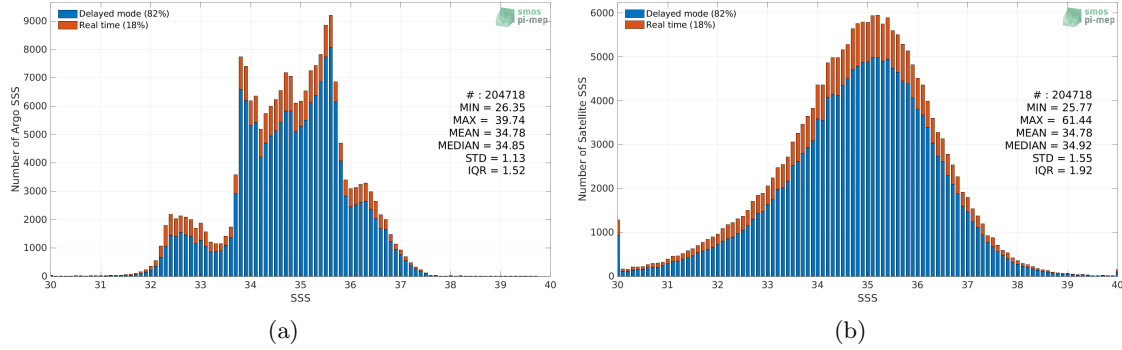 Delayed mode (82%)
Real time (18%)
smos
pi-mep
Number of Argo SSS
9000
8000
7000
6000
5000
4000
3000
2000
1000
0
# : 204718
MIN = 26.35
MAX = 39.74
MEAN = 34.78
MEDIAN = 34.85
STD = 1.13
IQR = 1.52
30 31 32 33 34 35 36 37 38 39 40
SSS
(a)
Delayed mode (82%)
Real time (18%)
smos
pi-mep
Number of Satellite SSS
6000
5000
4000
3000
2000
1000
0
# : 204718
MIN = 25.77
MAX = 61.44
MEAN = 34.78
MEDIAN = 34.92
STD = 1.55
IQR = 1.92
30 31 32 33 34 35 36 37 38 39 40
SSS
(b)